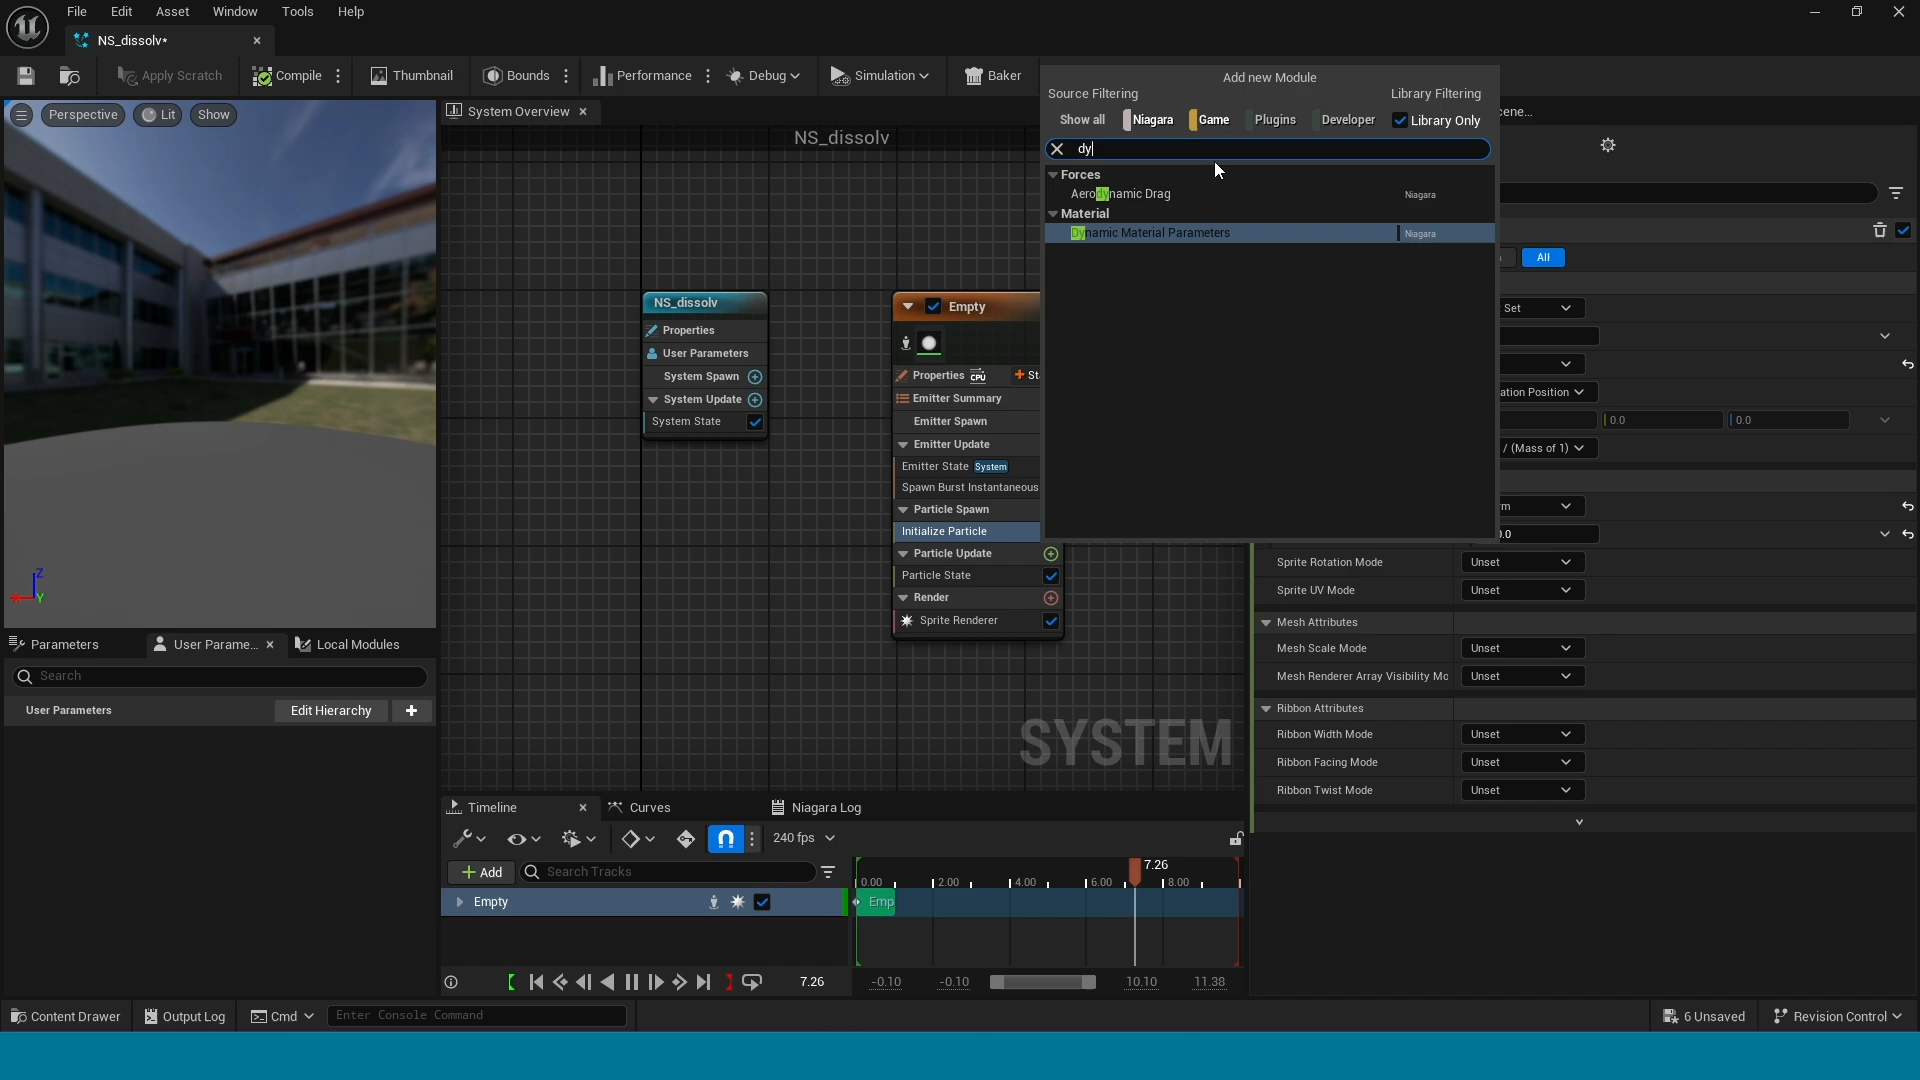 File Edit Asset Window Tools Help
NS_dissolv*
Apply Scratch Compile Thumbnail Bounds Performance Debug Simulation Baker
Perspective Lit Show
System Overview
NS_dissolv
Add new Module
Source Filtering Library Filtering
Show all Niagara Game Plugins Developer Library Only
dy
Forces
Aerodynamic Drag Niagara
Material
Dynamic Material Parameters Niagara
cene...
All
Set
ation Position
0.0 0.0
/ (Mass of 1)
rm
0.0
NS_dissolv
Properties
User Parameters
System Spawn
System Update
System State
Empty
Properties CPU St
Emitter Summary
Emitter Spawn
Emitter Update
Emitter State System
Spawn Burst Instantaneous
Particle Spawn
Initialize Particle
Particle Update
Particle State
Render
Sprite Renderer
SYSTEM
Sprite Rotation Mode Unset
Sprite UV Mode Unset
Mesh Attributes
Mesh Scale Mode Unset
Mesh Renderer Array Visibility Mo Unset
Ribbon Attributes
Ribbon Width Mode Unset
Ribbon Facing Mode Unset
Ribbon Twist Mode Unset
Z
X Y
Parameters User Parame... Local Modules
Search
User Parameters Edit Hierarchy
Timeline Curves Niagara Log
240 fps
Add Search Tracks
7.26
0.00 2.00 4.00 6.00 8.00
Empty Emp
7.26 -0.10 -0.10 10.10 11.38
Content Drawer Output Log Cmd Enter Console Command 6 Unsaved Revision Control